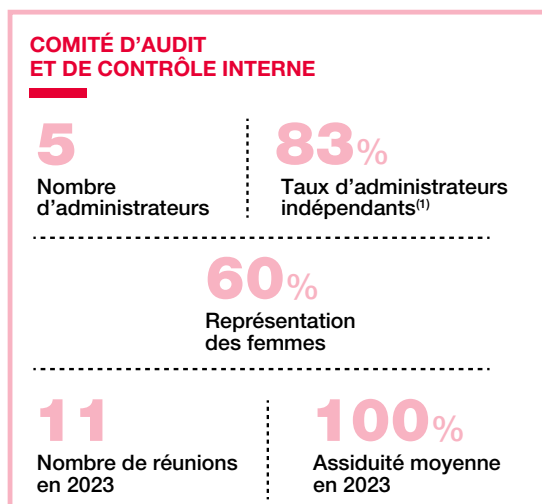 COMITÉ D'AUDIT
ET DE CONTRÔLE INTERNE
5
Nombre
d'administrateurs
83%
Taux d'administrateurs
indépendants(1)
60%
Représentation
des femmes
11
Nombre de réunions
en 2023
100%
Assiduité moyenne
en 2023